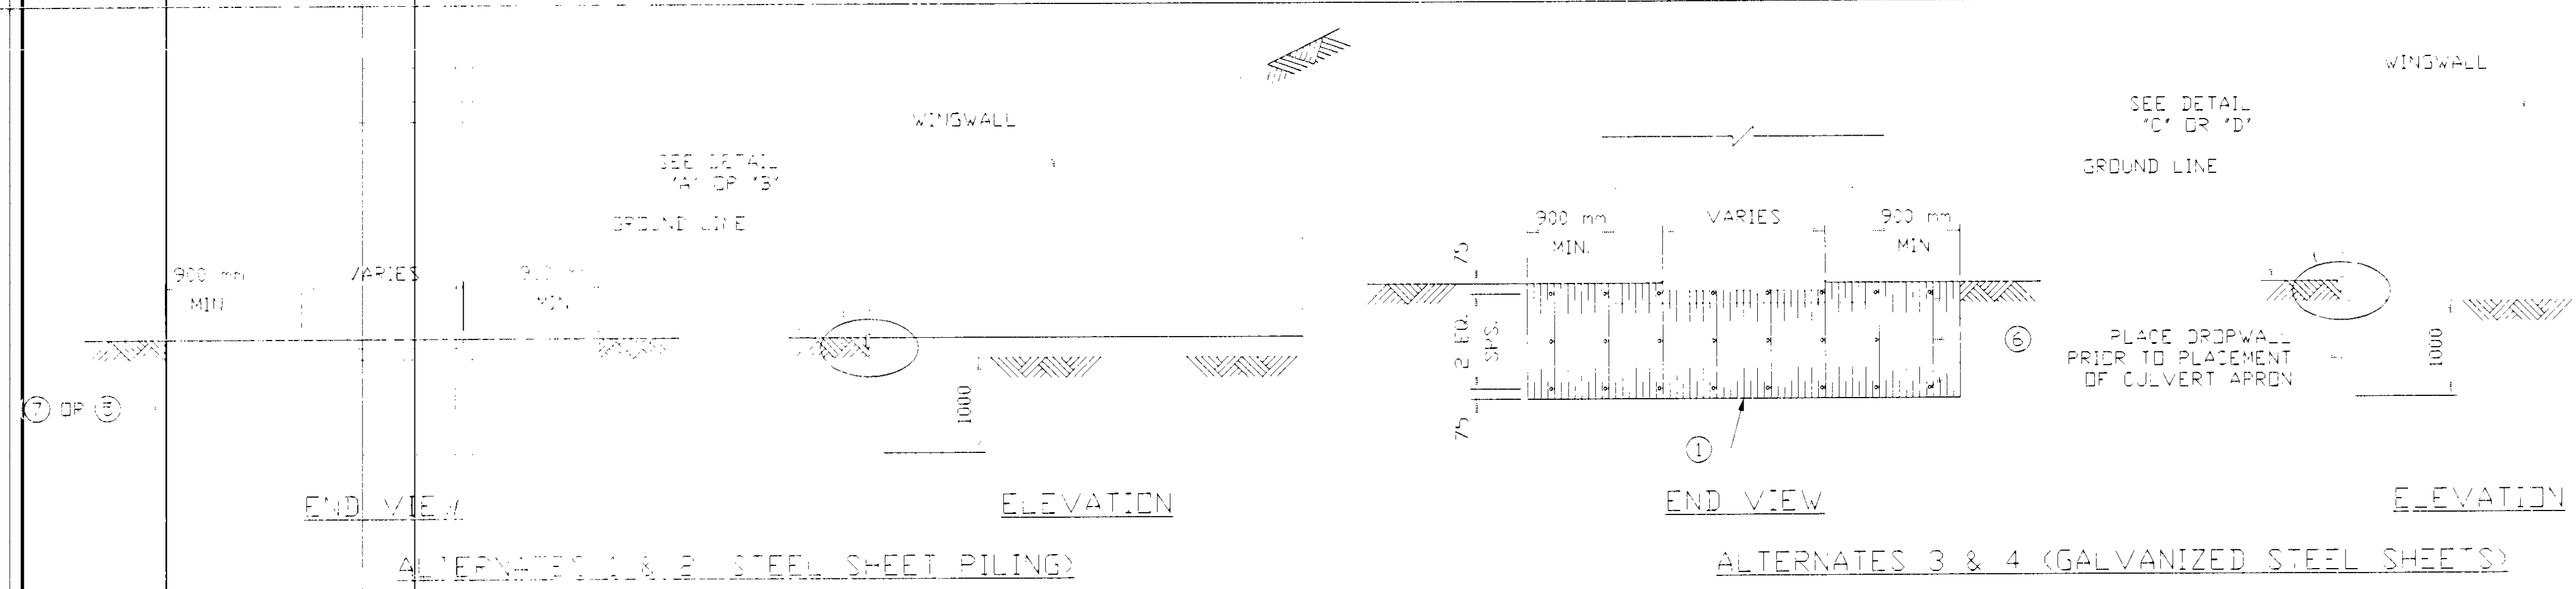 WINGWALL
SEE DETAIL
"A" OR "B"
GROUND LINE
900 mm
MIN
VARIES
900 mm
MIN.
7 OR 5
1000
END VIEW
ELEVATION
ALTERNATES 1 & 2 STEEL SHEET PILING)
WINGWALL
SEE DETAIL
"C" OR "D"
GROUND LINE
900 mm
MIN.
VARIES
900 mm
MIN
75
2 EQ.
SPS.
75
1
6
PLACE DROPWALL
PRIOR TO PLACEMENT
OF CULVERT APRON
1000
END VIEW
ELEVATION
ALTERNATES 3 & 4 (GALVANIZED STEEL SHEETS)